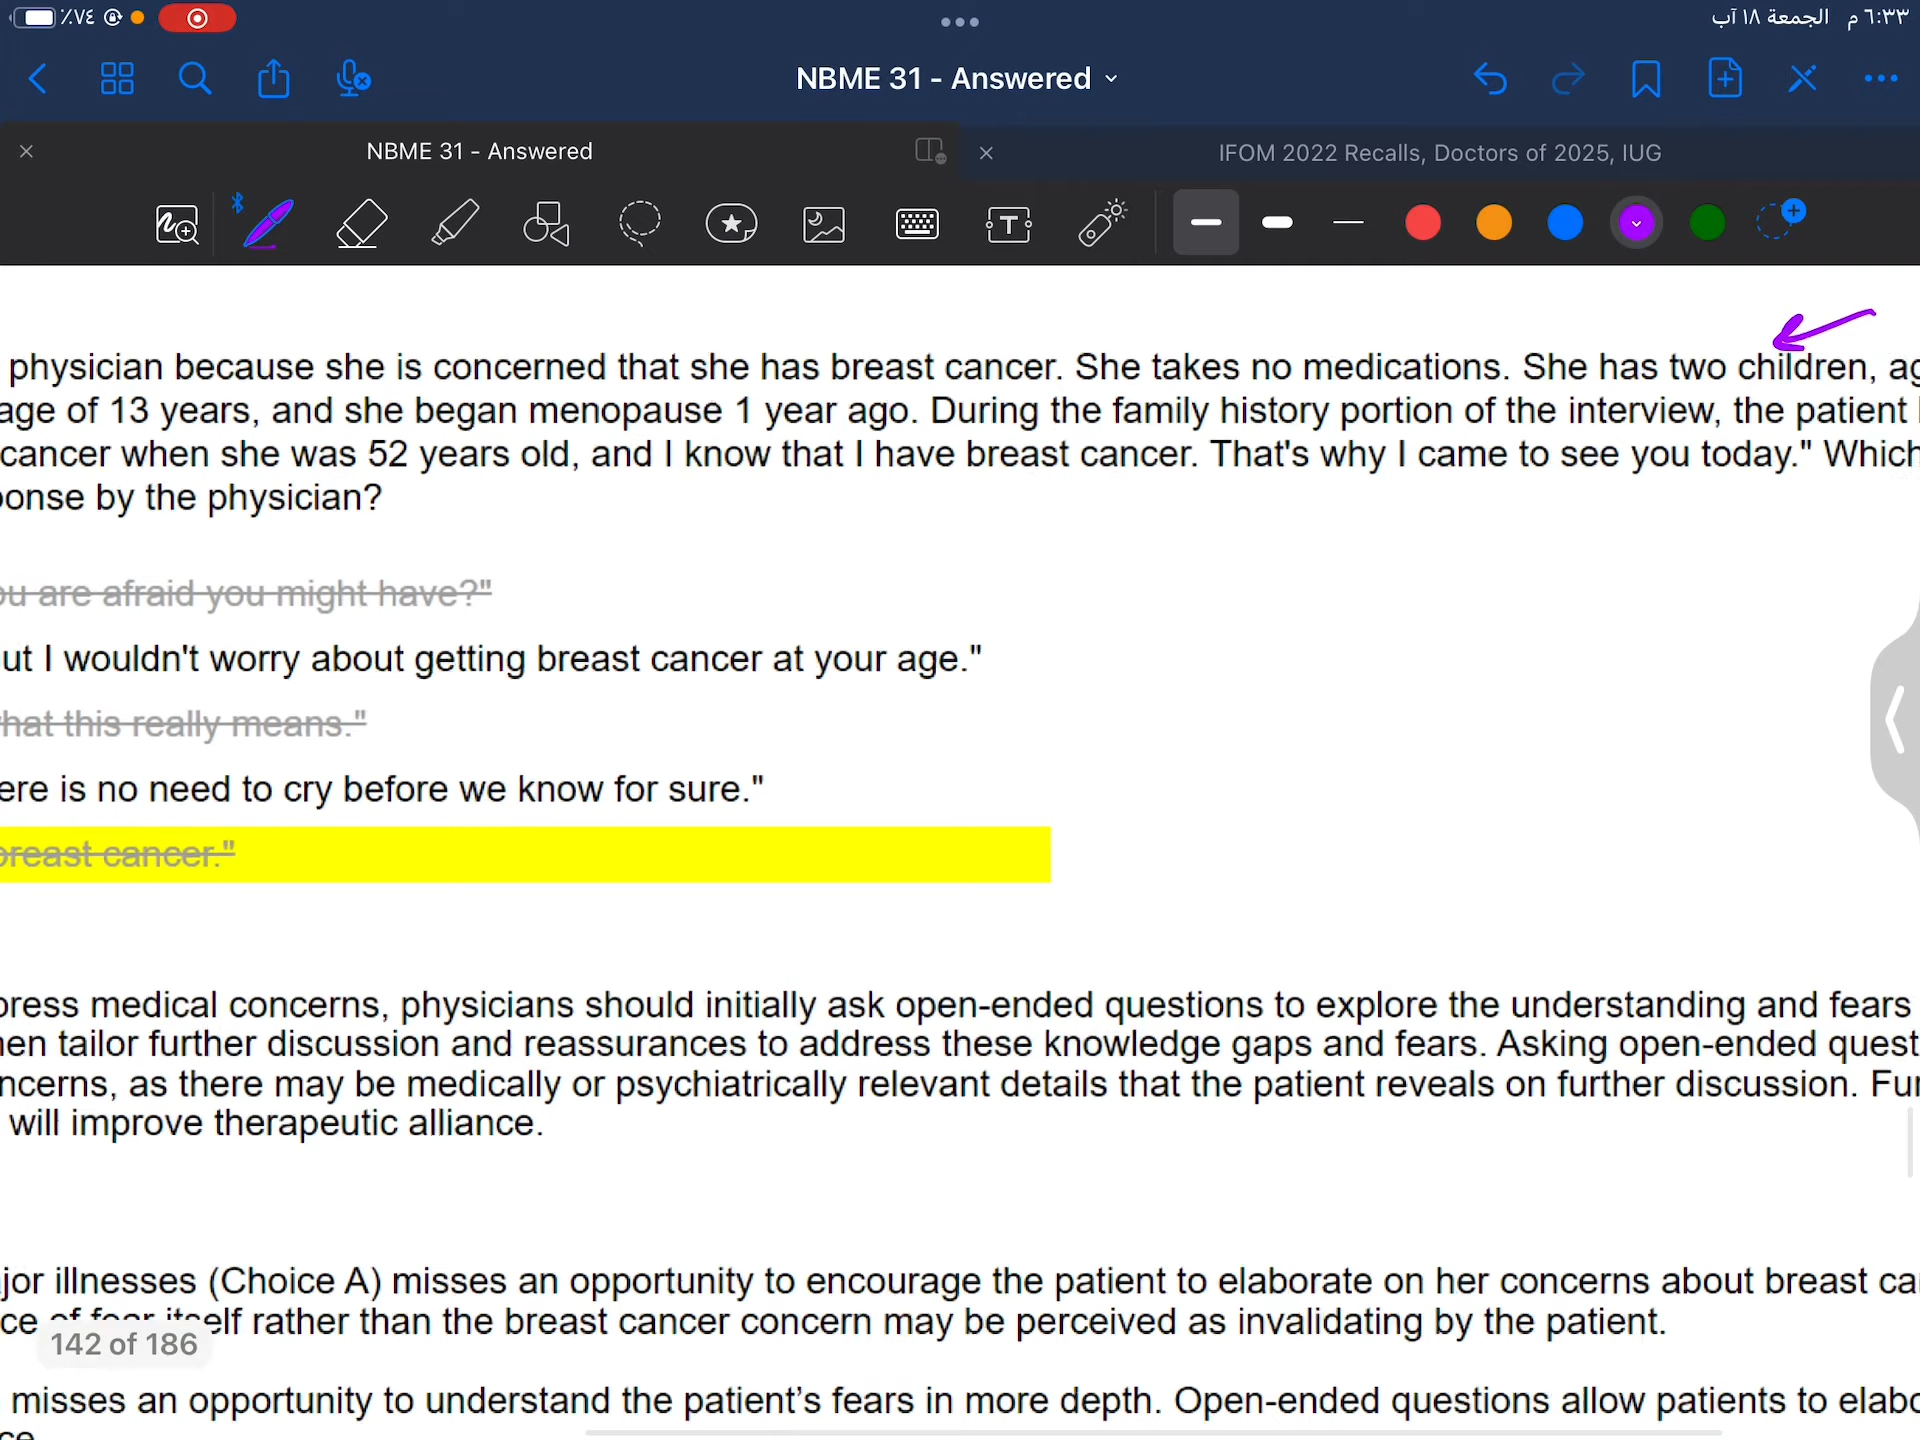 ٪٧٤
٦:٣٣ م الجمعة ١٨ آب
NBME 31 - Answered
NBME 31 - Answered
IFOM 2022 Recalls, Doctors of 2025, IUG
T
physician because she is concerned that she has breast cancer. She takes no medications. She has two children, ag
age of 13 years, and she began menopause 1 year ago. During the family history portion of the interview, the patient
cancer when she was 52 years old, and I know that I have breast cancer. That's why I came to see you today." Which
onse by the physician?
ou are afraid you might have?"
ut I wouldn't worry about getting breast cancer at your age."
hat this really means."
ere is no need to cry before we know for sure."
breast cancer."
press medical concerns, physicians should initially ask open-ended questions to explore the understanding and fears
hen tailor further discussion and reassurances to address these knowledge gaps and fears. Asking open-ended quest
ncerns, as there may be medically or psychiatrically relevant details that the patient reveals on further discussion. Fur
will improve therapeutic alliance.
jor illnesses (Choice A) misses an opportunity to encourage the patient to elaborate on her concerns about breast ca
ce of fear itself rather than the breast cancer concern may be perceived as invalidating by the patient.
142 of 186
misses an opportunity to understand the patient's fears in more depth. Open-ended questions allow patients to elabo